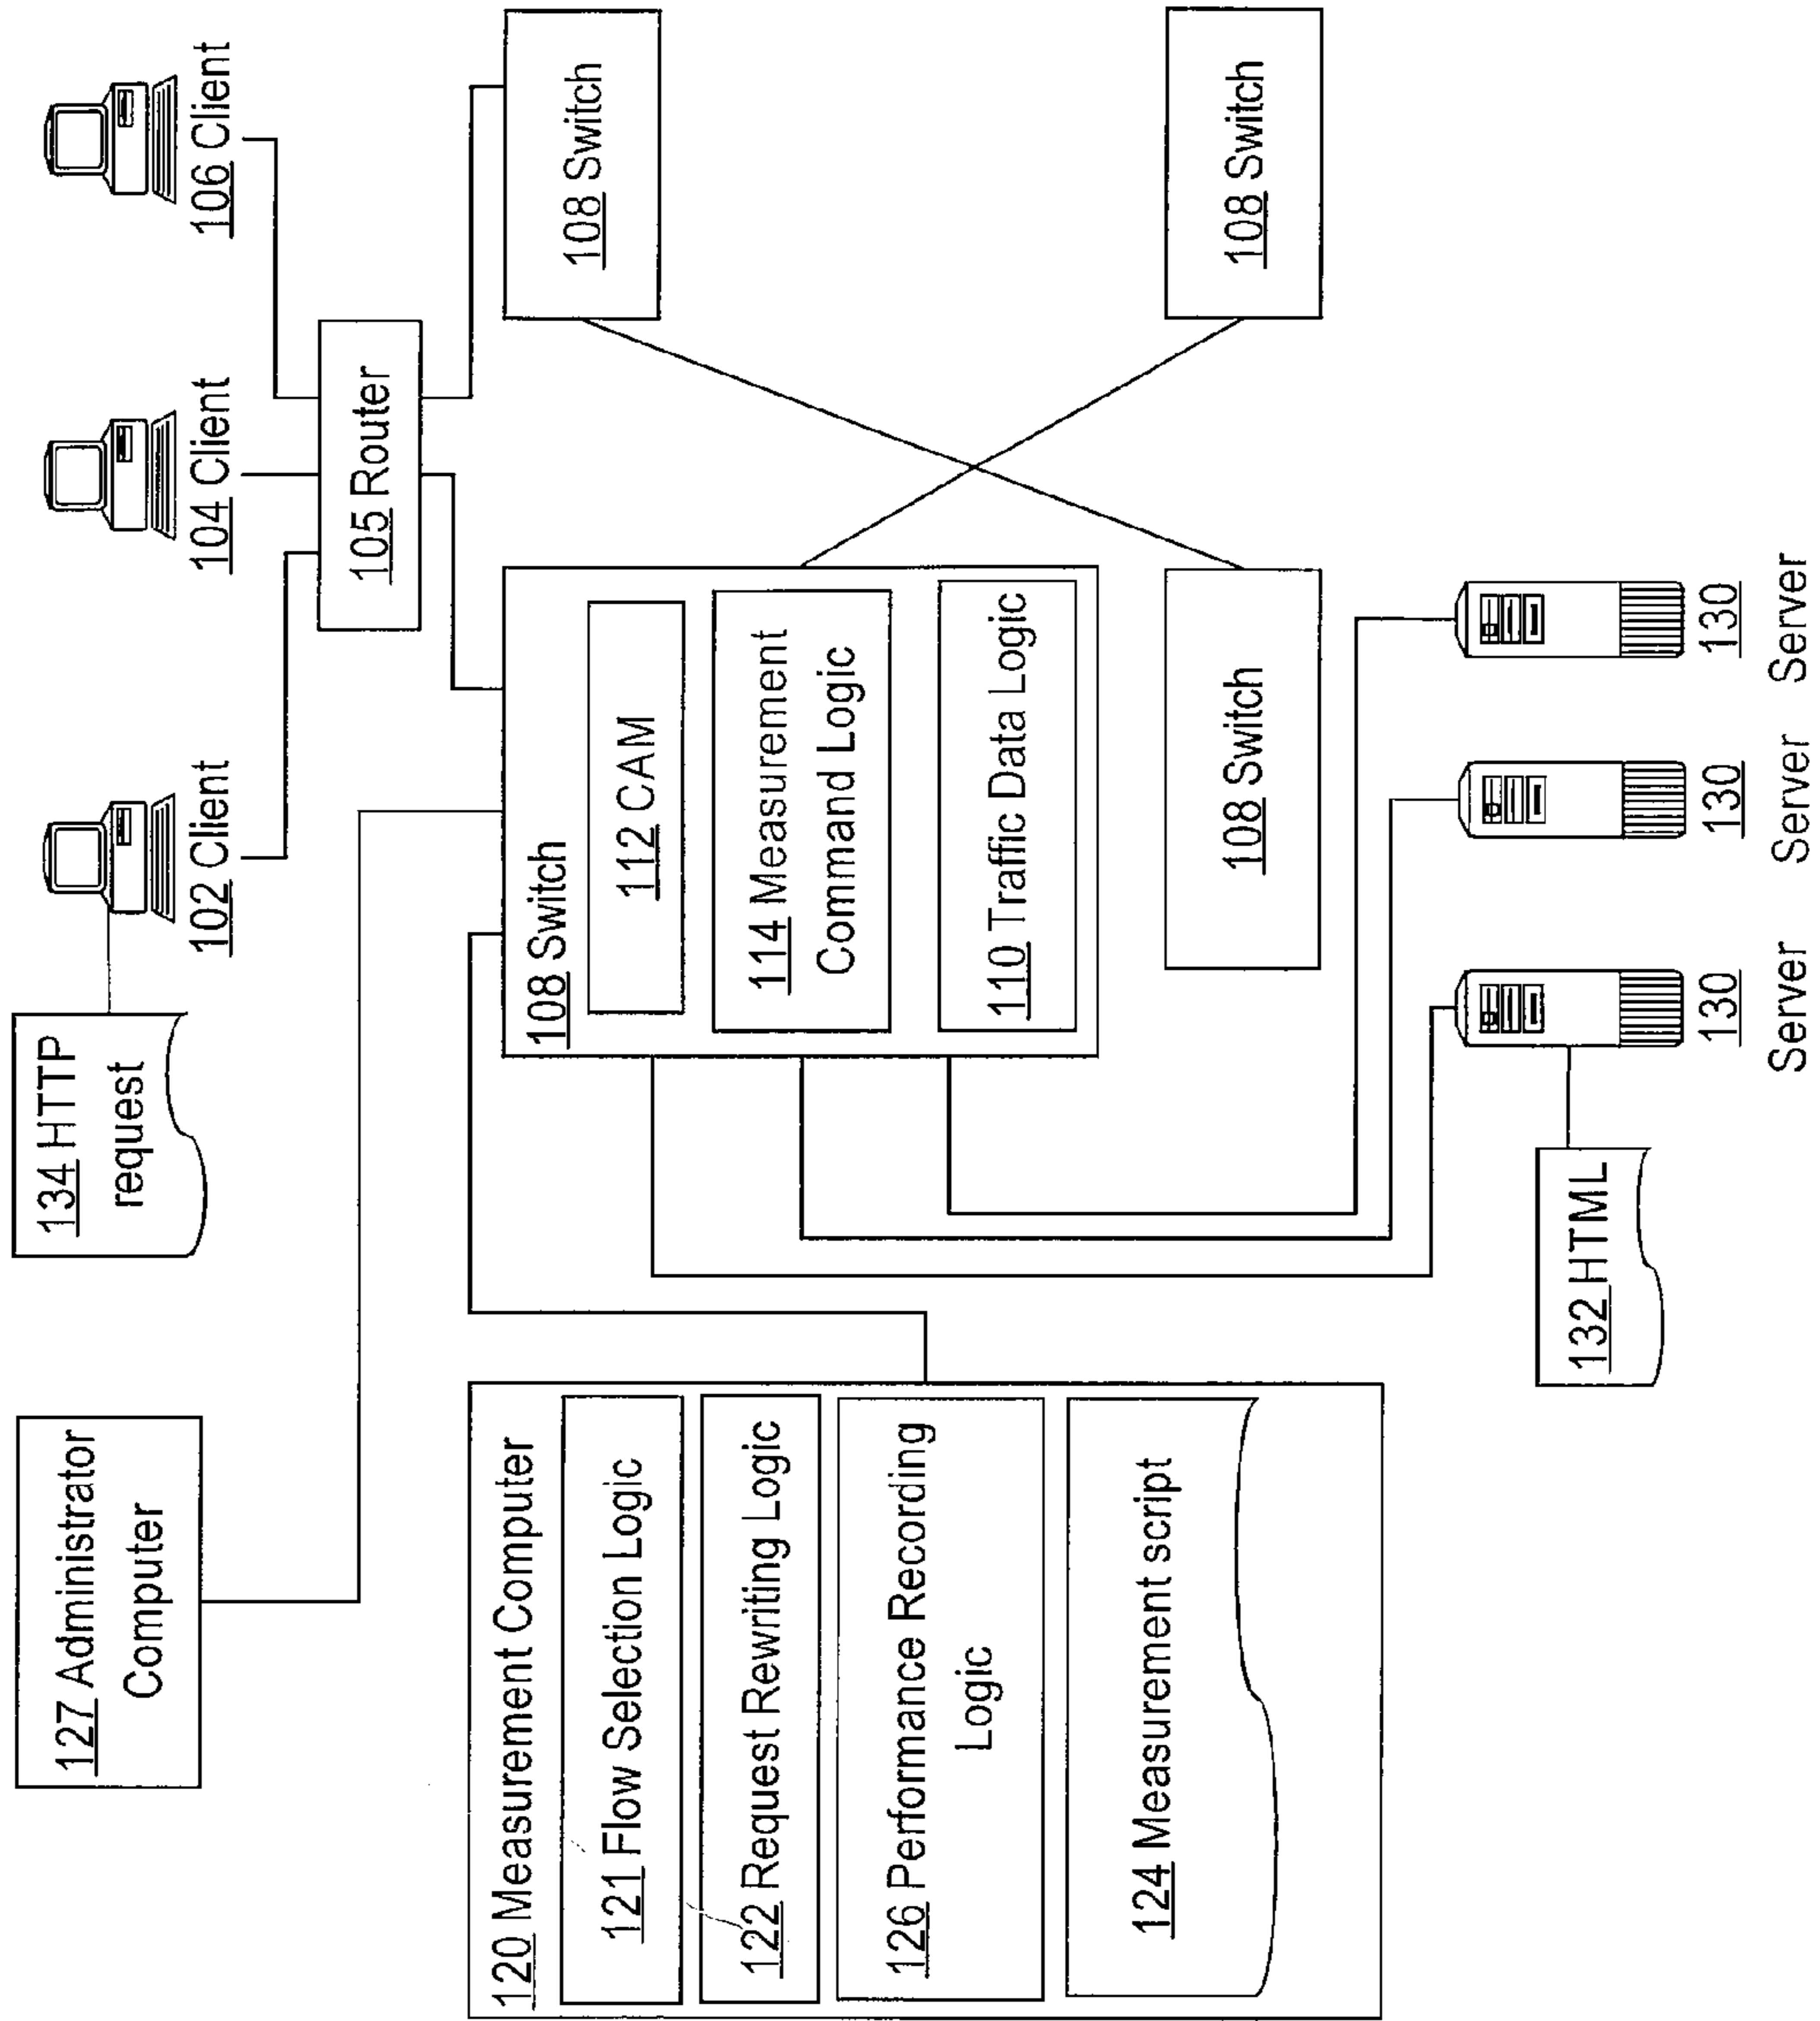 127 Administrator
Computer
134 HTTP
request
102 Client
104 Client
106 Client
105 Router
120 Measurement Computer
121 Flow Selection Logic
122 Request Rewriting Logic
126 Performance Recording
Logic
124 Measurement script
108 Switch
112 CAM
114 Measurement
Command Logic
110 Traffic Data Logic
108 Switch
108 Switch
108 Switch
132 HTML
130
Server
130
Server
130
Server